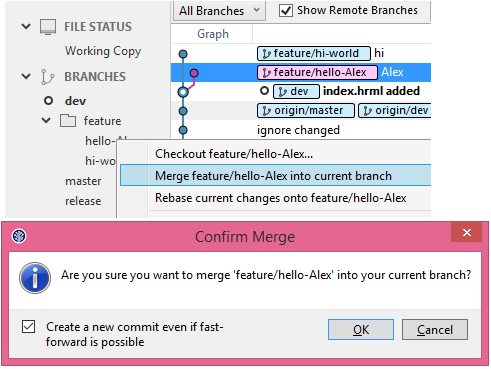 All Branches
Show Remote Branches
FILE STATUS
Working Copy
BRANCHES
dev
feature
hello-
hi-wo
master
release
Graph
feature/hi-world hi
feature/hello-Alex Alex
dev index.hrml added
origin/master origin/dev
ignore changed
Checkout feature/hello-Alex...
Merge feature/hello-Alex into current branch
Rebase current changes onto feature/hello-Alex
Confirm Merge
Are you sure you want to merge 'feature/hello-Alex' into your current branch?
Create a new commit even if fast-
forward is possible
OK
Cancel